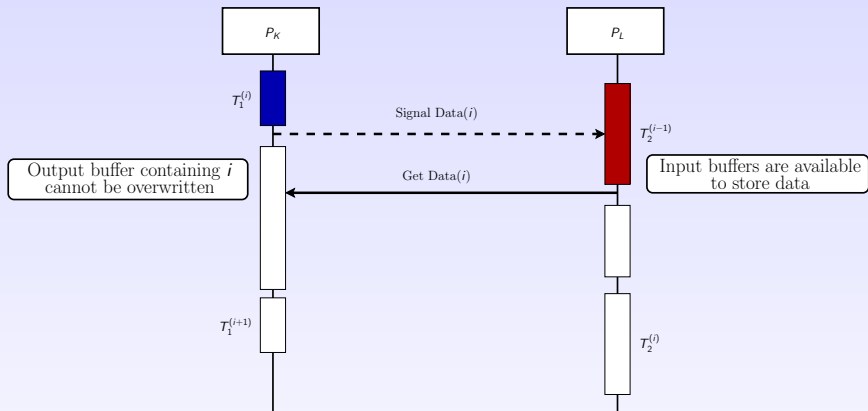 P_K
P_L
T_1^(i)
Signal Data(i)
T_2^(i−1)
Output buffer containing i
cannot be overwritten
Get Data(i)
Input buffers are available
to store data
T_1^(i+1)
T_2^(i)